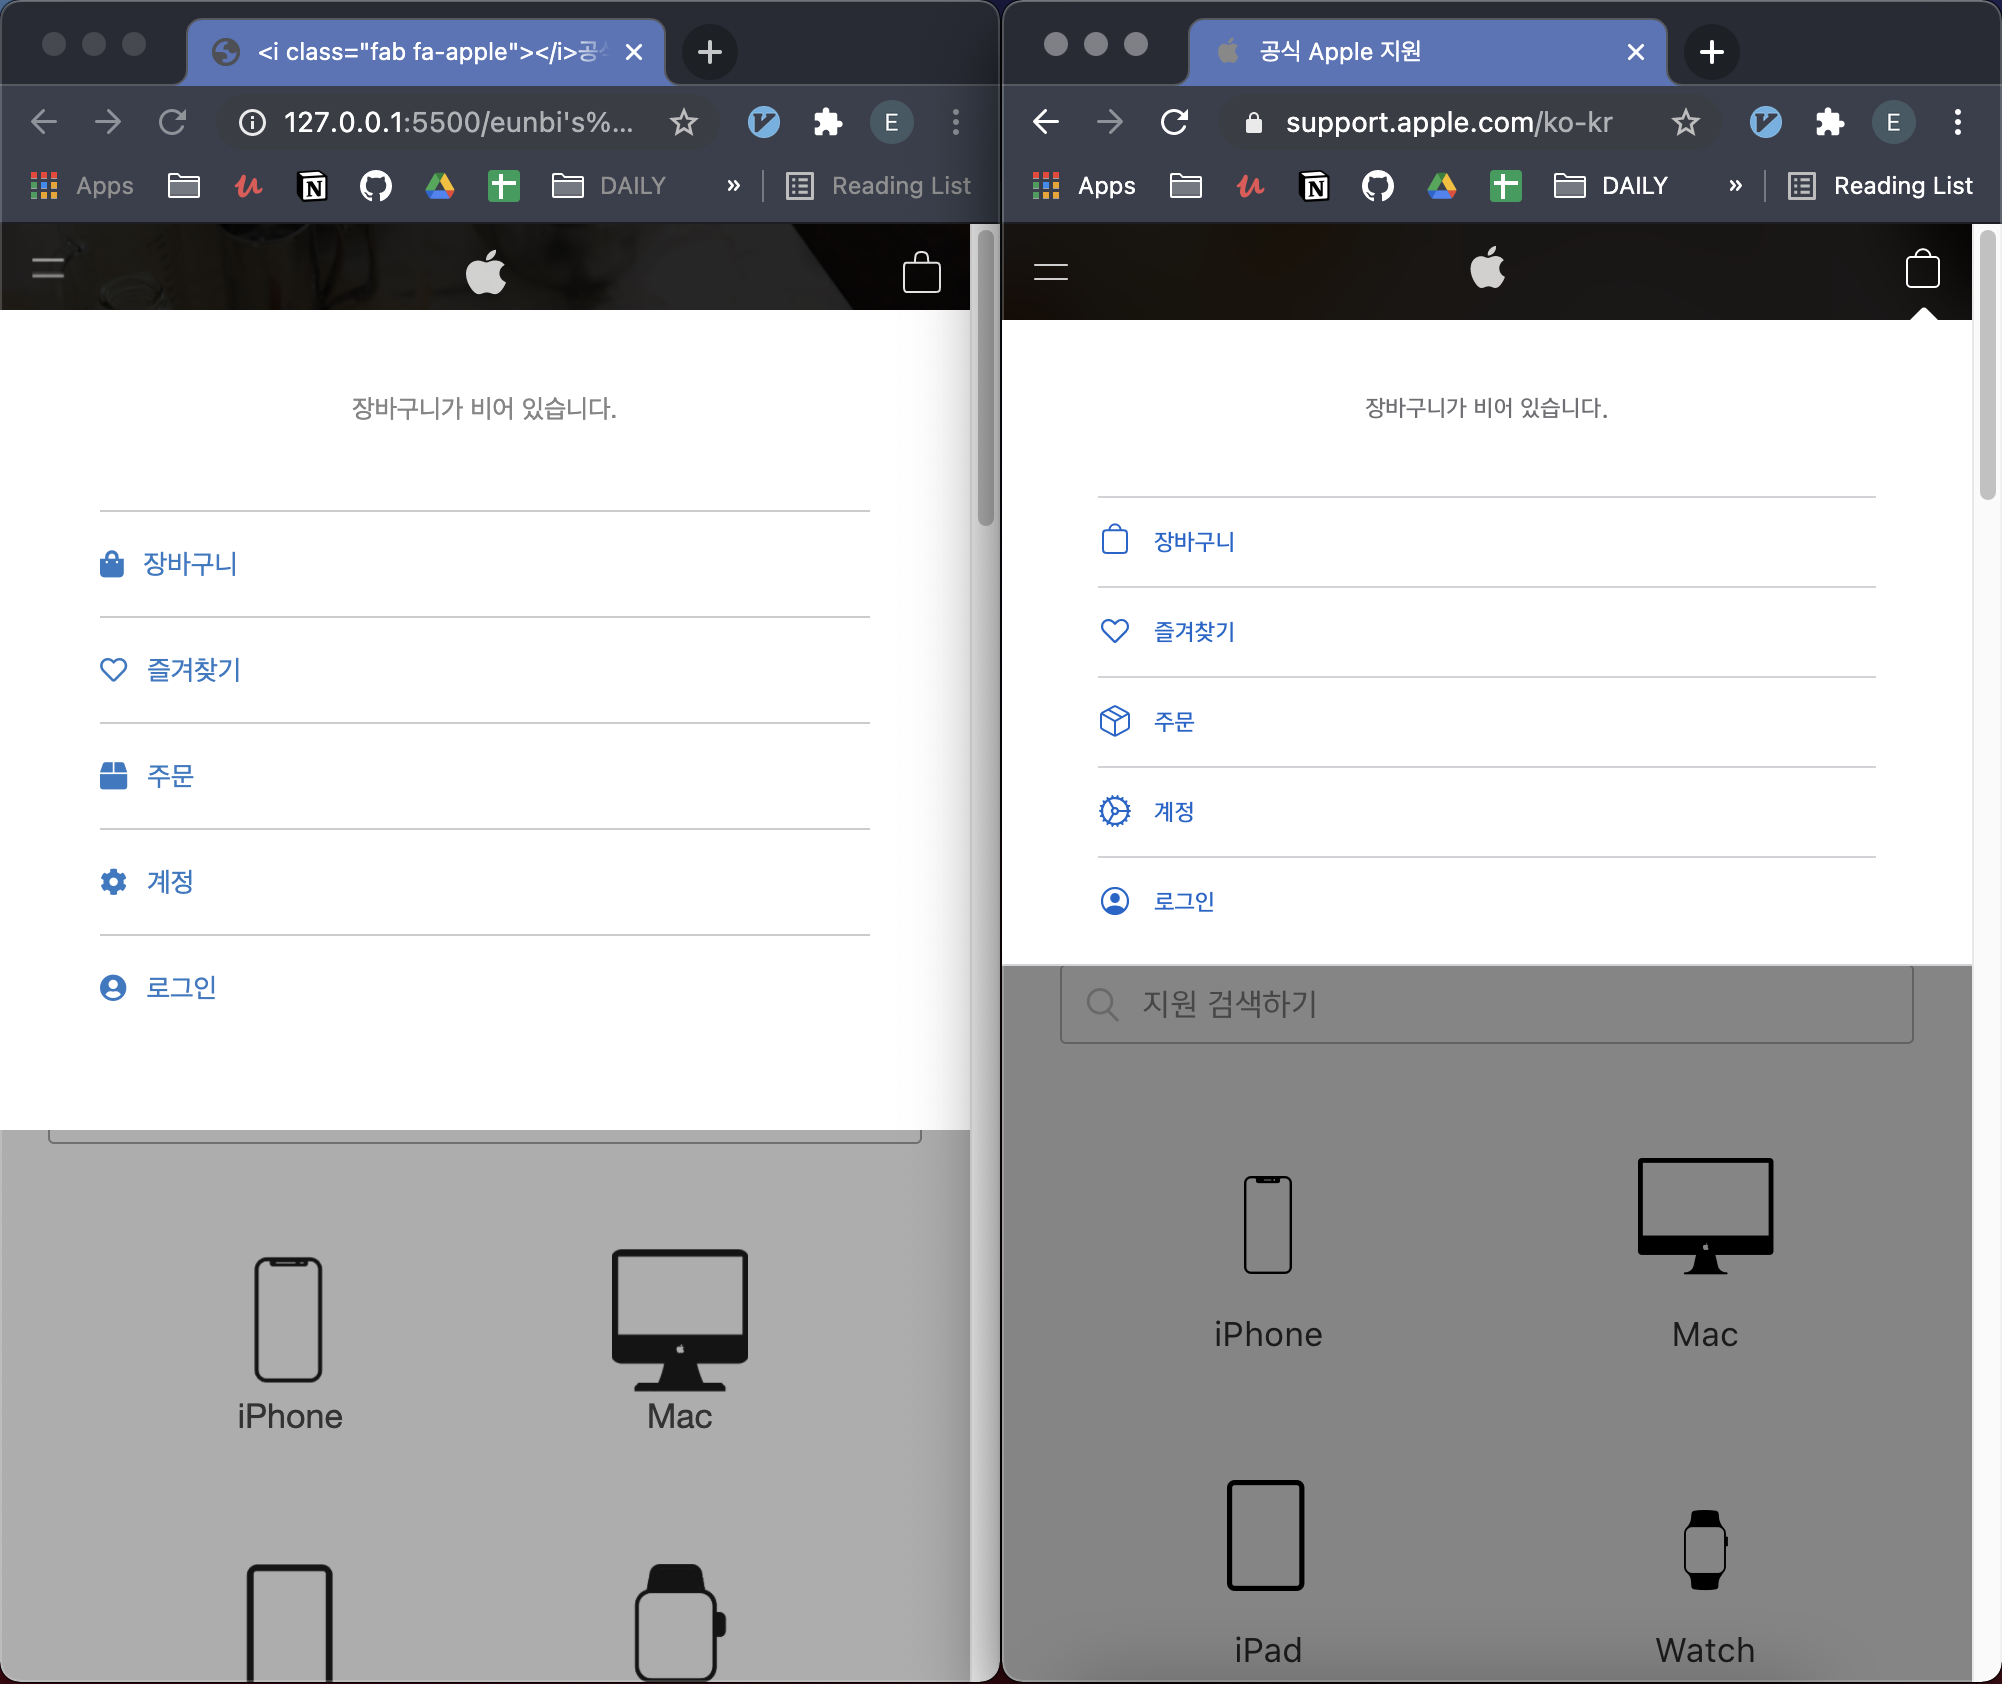 <i class="fab fa-apple"></i>공식
127.0.0.1:5500/eunbi's%...
E
Apps
N
DAILY
»
Reading List
장바구니가 비어 있습니다.
장바구니
즐겨찾기
주문
계정
로그인
iPhone
Mac
공식 Apple 지원
support.apple.com/ko-kr
E
Apps
N
DAILY
»
Reading List
장바구니가 비어 있습니다.
장바구니
즐겨찾기
주문
계정
로그인
지원 검색하기
iPhone
Mac
iPad
Watch